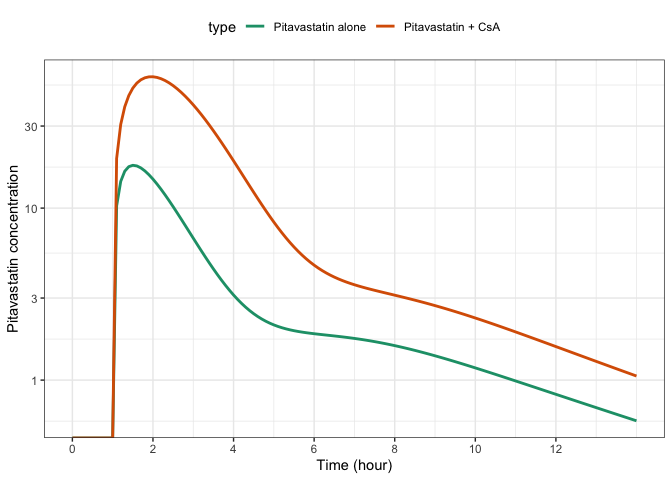 type Pitavastatin alone Pitavastatin + CsA
Pitavastatin concentration
30
10
3
1
0 2 4 6 8 10 12
Time (hour)